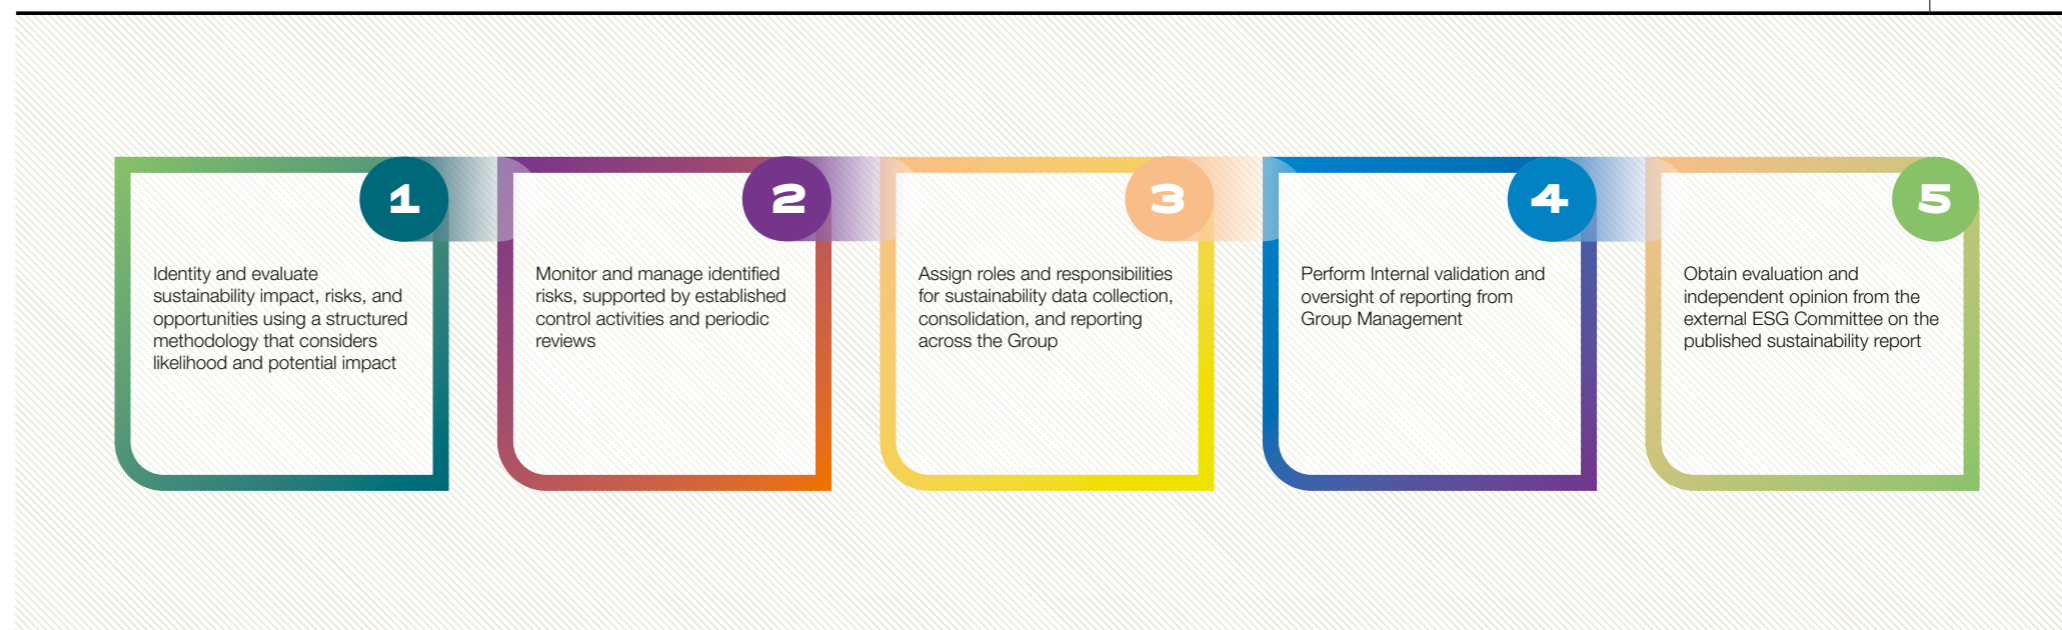 1
Identity and evaluate
sustainability impact, risks, and
opportunities using a structured
methodology that considers
likelihood and potential impact
2
Monitor and manage identified
risks, supported by established
control activities and periodic
reviews
3
Assign roles and responsibilities
for sustainability data collection,
consolidation, and reporting
across the Group
4
Perform Internal validation and
oversight of reporting from
Group Management
5
Obtain evaluation and
independent opinion from the
external ESG Committee on the
published sustainability report